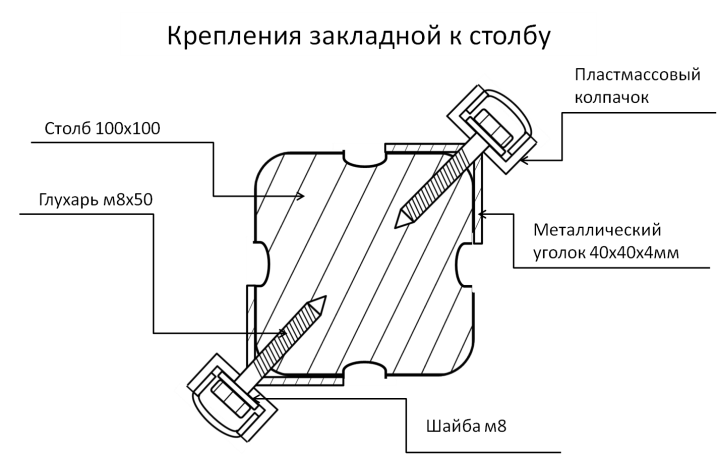 Крепления закладной к столбу
Пластмассовый
колпачок
Столб 100х100
Глухарь м8х50
Металлический
уголок 40х40х4мм
Шайба м8